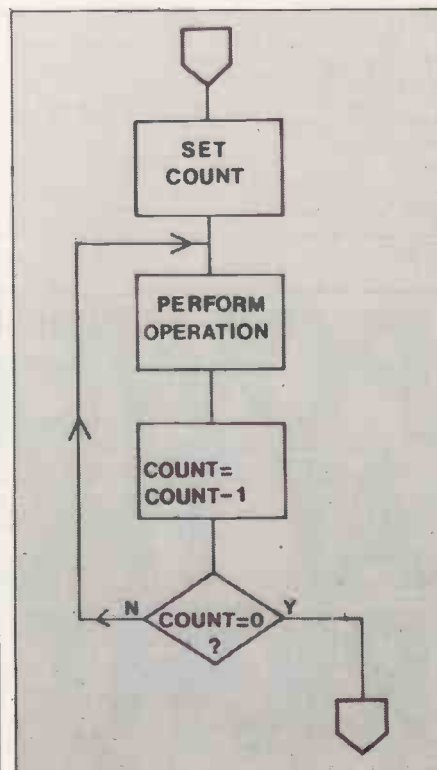 SET
COUNT
PERFORM
OPERATION
COUNT=
COUNT-1
N
COUNT=0
Y
?